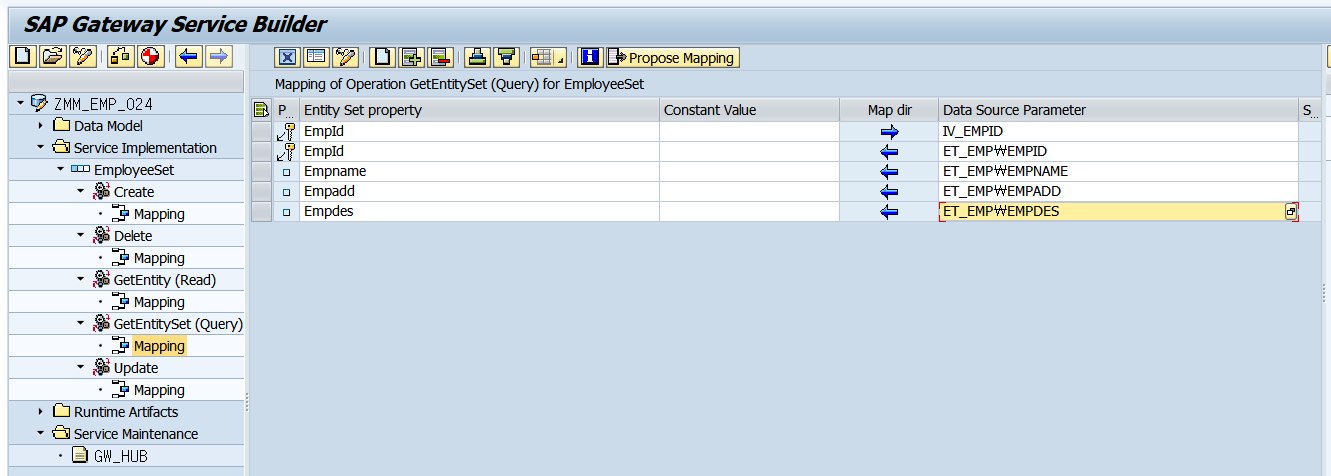 SAP Gateway Service Builder
Propose Mapping
Mapping of Operation GetEntitySet (Query) for EmployeeSet
P... Entity Set property Constant Value Map dir Data Source Parameter S...
EmpId IV_EMPID
EmpId ET_EMP₩EMPID
Empname ET_EMP₩EMPNAME
Empadd ET_EMP₩EMPADD
Empdes ET_EMP₩EMPDES
ZMM_EMP_024
Data Model
Service Implementation
EmployeeSet
Create
Mapping
Delete
Mapping
GetEntity (Read)
Mapping
GetEntitySet (Query)
Mapping
Update
Mapping
Runtime Artifacts
Service Maintenance
GW_HUB